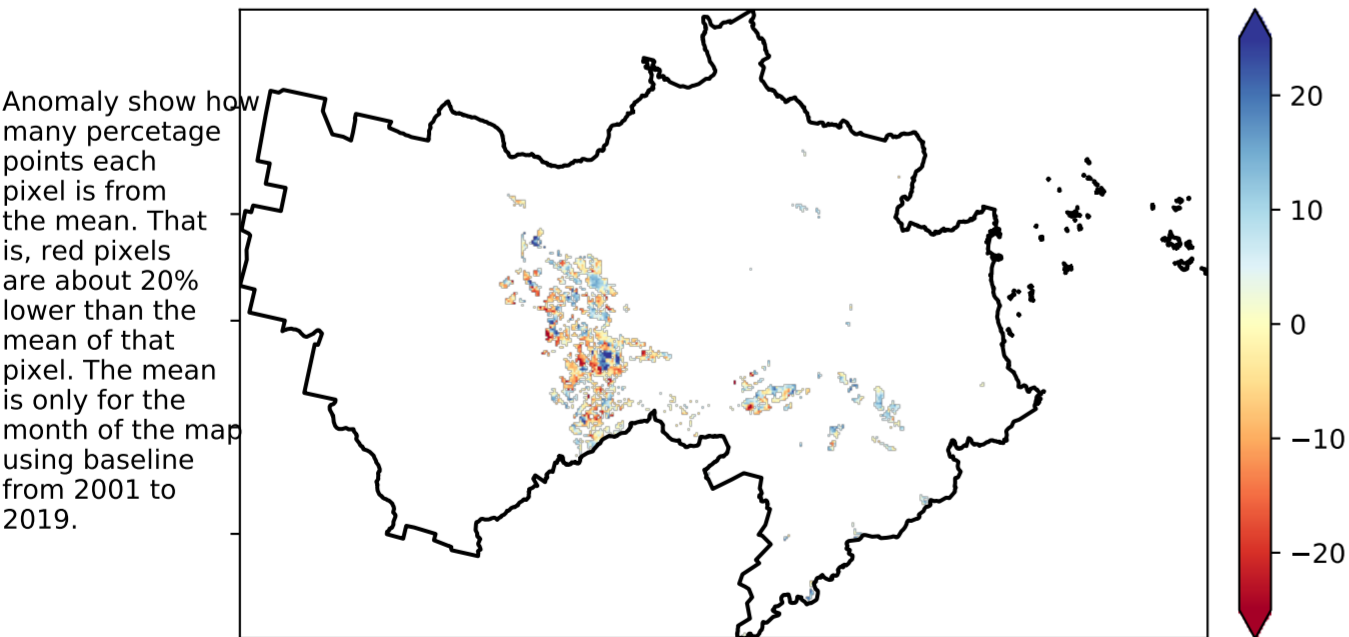 Anomaly show how
many percetage
points each
pixel is from
the mean. That
is, red pixels
are about 20%
lower than the
mean of that
pixel. The mean
is only for the
month of the map
using baseline
from 2001 to
2019.
20
10
0
−10
−20